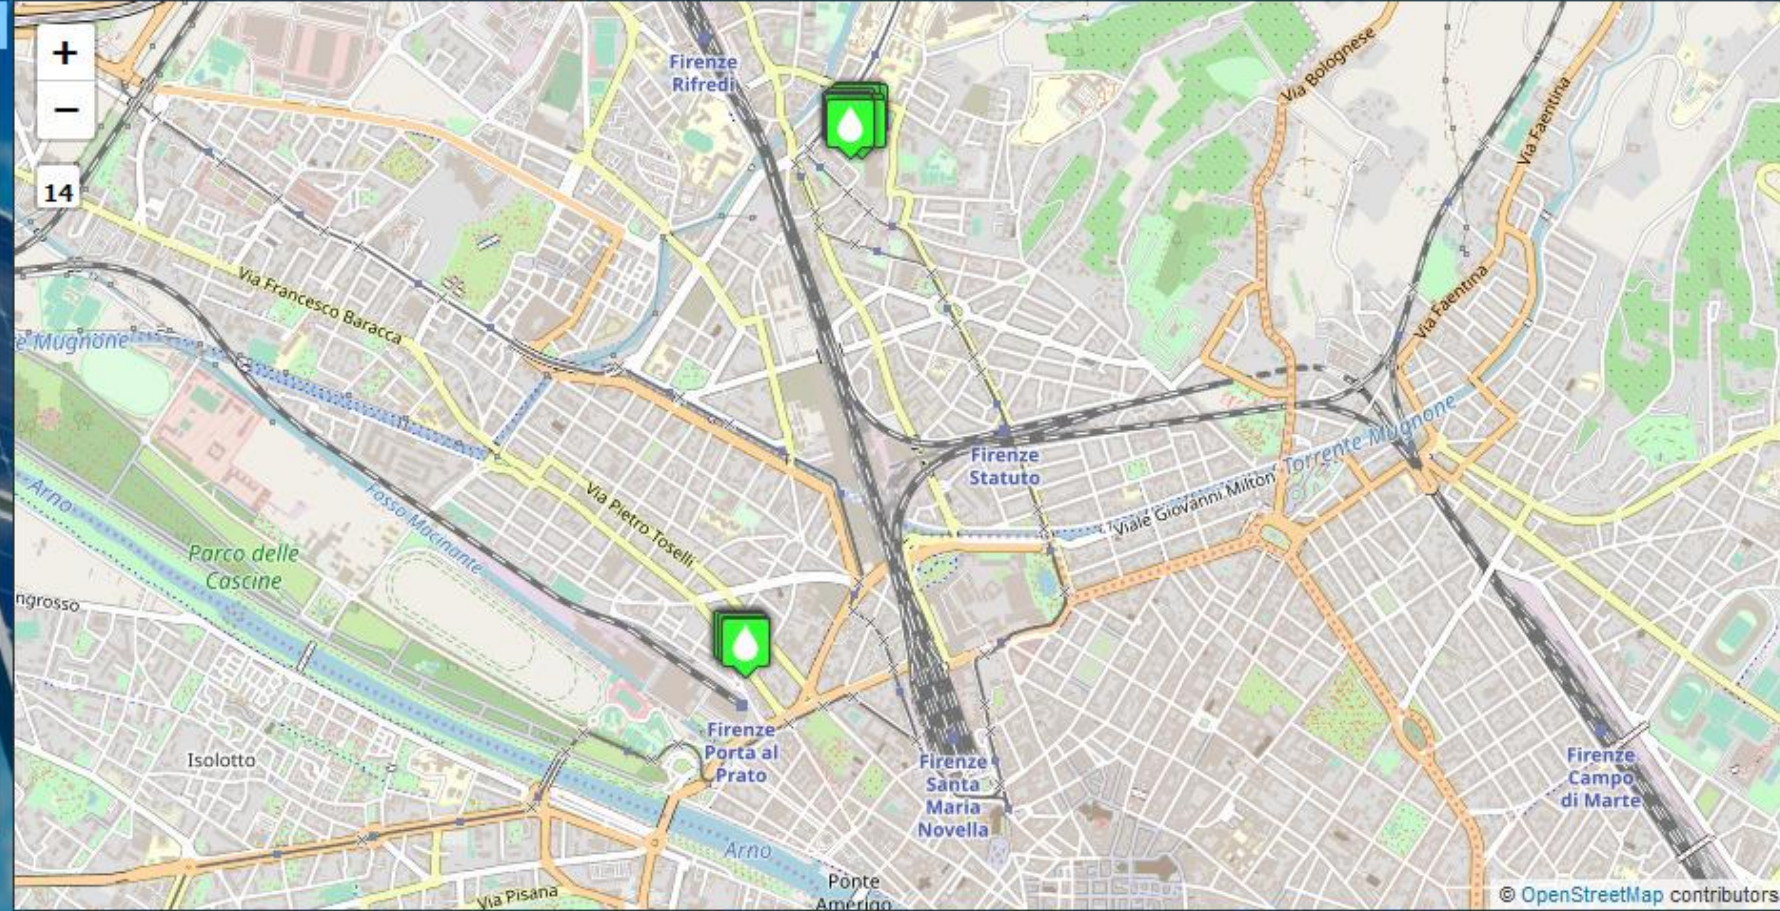 +
−
14
Firenze
Rifredi
Via Bolognese
Via Faentina
Via Francesco Baracca
e Mugnone
Via Faentina
Torrente Mugnone
Firenze
Statuto
Viale Giovanni Milton
Arno
Fosso Macinante
Via Pietro Toselli
Parco delle
Cascine
ngrosso
Isolotto
Firenze
Porta al
Prato
Firenze
Santa
Maria
Novella
Firenze
Campo
di Marte
Arno
Via Pisana
Ponte
Amerigo
© OpenStreetMap contributors